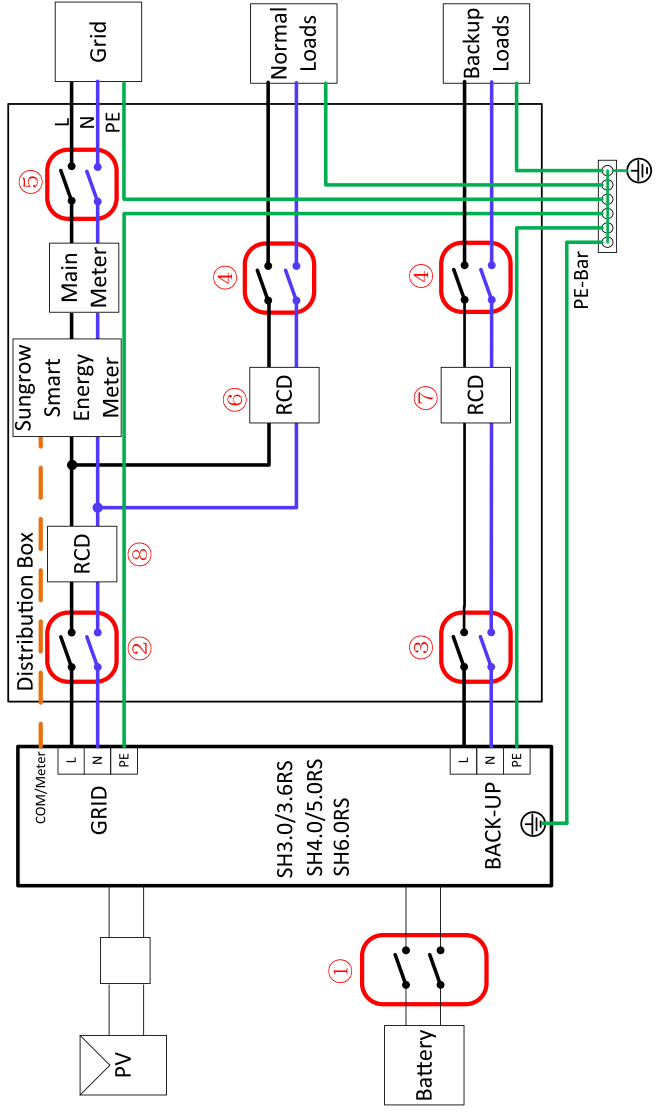 Grid
Normal
Loads
Backup
Loads
L
N
PE
⑤
④
④
Main
Meter
PE-Bar
Sungrow
Smart
Energy
Meter
⑥
RCD
⑦
RCD
RCD
⑧
Distribution Box
②
③
COM/Meter
L
N
PE
GRID
L
N
PE
BACK-UP
SH3.0/3.6RS
SH4.0/5.0RS
SH6.0RS
①
PV
Battery